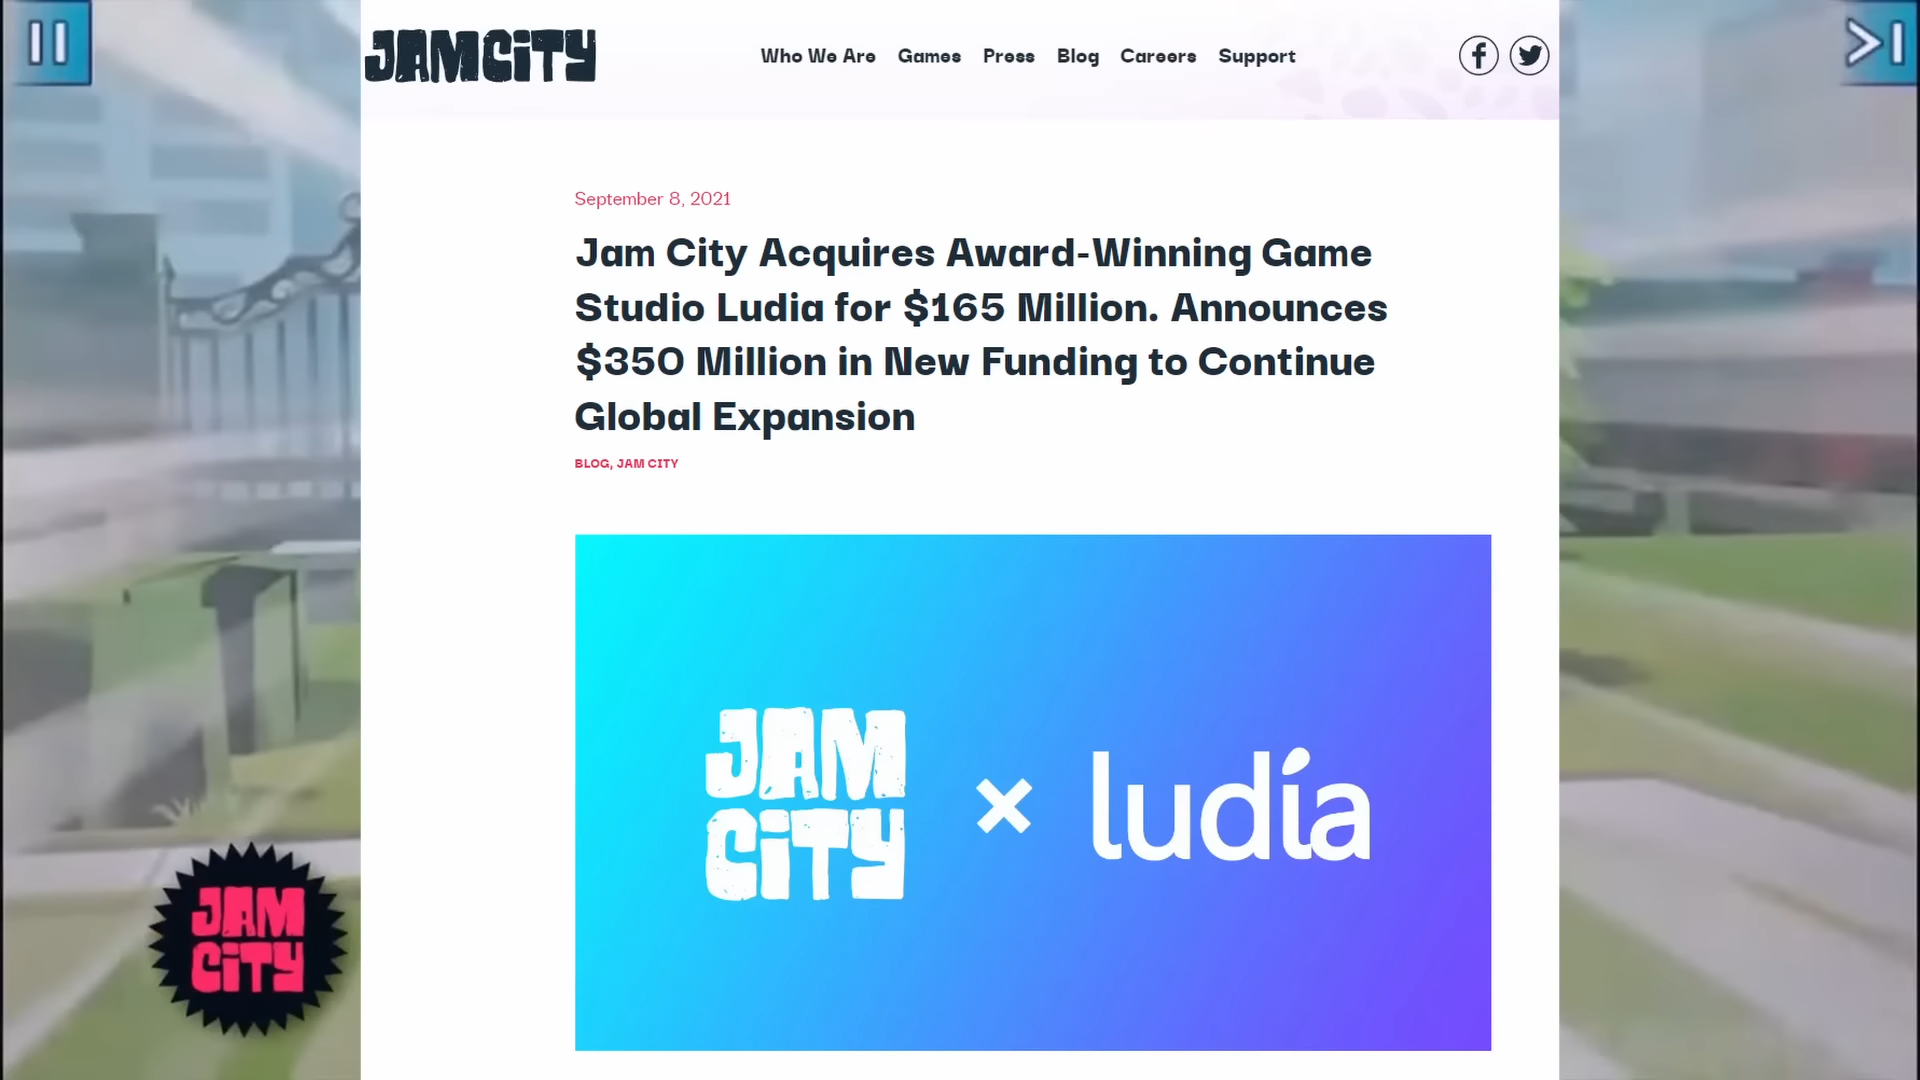 JAMCITY
Who We Are Games Press Blog Careers Support
September 8, 2021
Jam City Acquires Award-Winning Game
Studio Ludia for $165 Million. Announces
$350 Million in New Funding to Continue
Global Expansion
BLOG, JAM CITY
JAM
CiTY
× ludía
JAM
CiTY